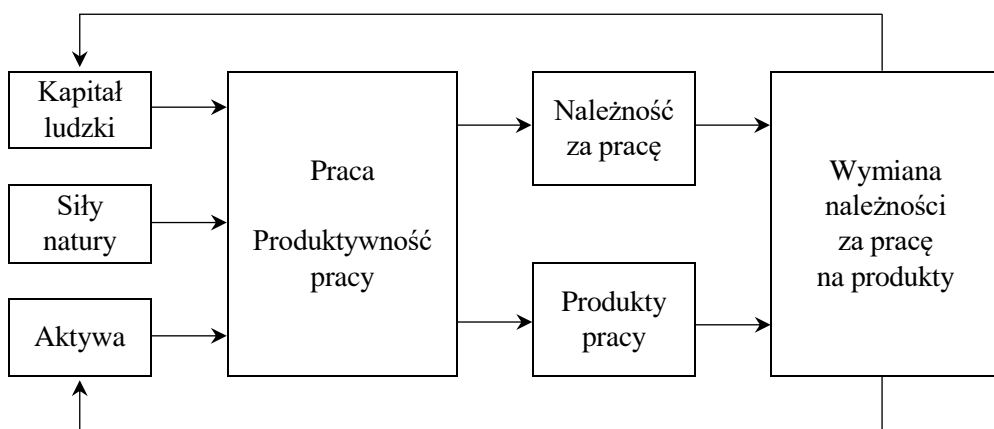 Kapitał
ludzki
Siły
natury
Aktywa
Praca
Produktywność
pracy
Należność
za pracę
Produkty
pracy
Wymiana
należności
za pracę
na produkty